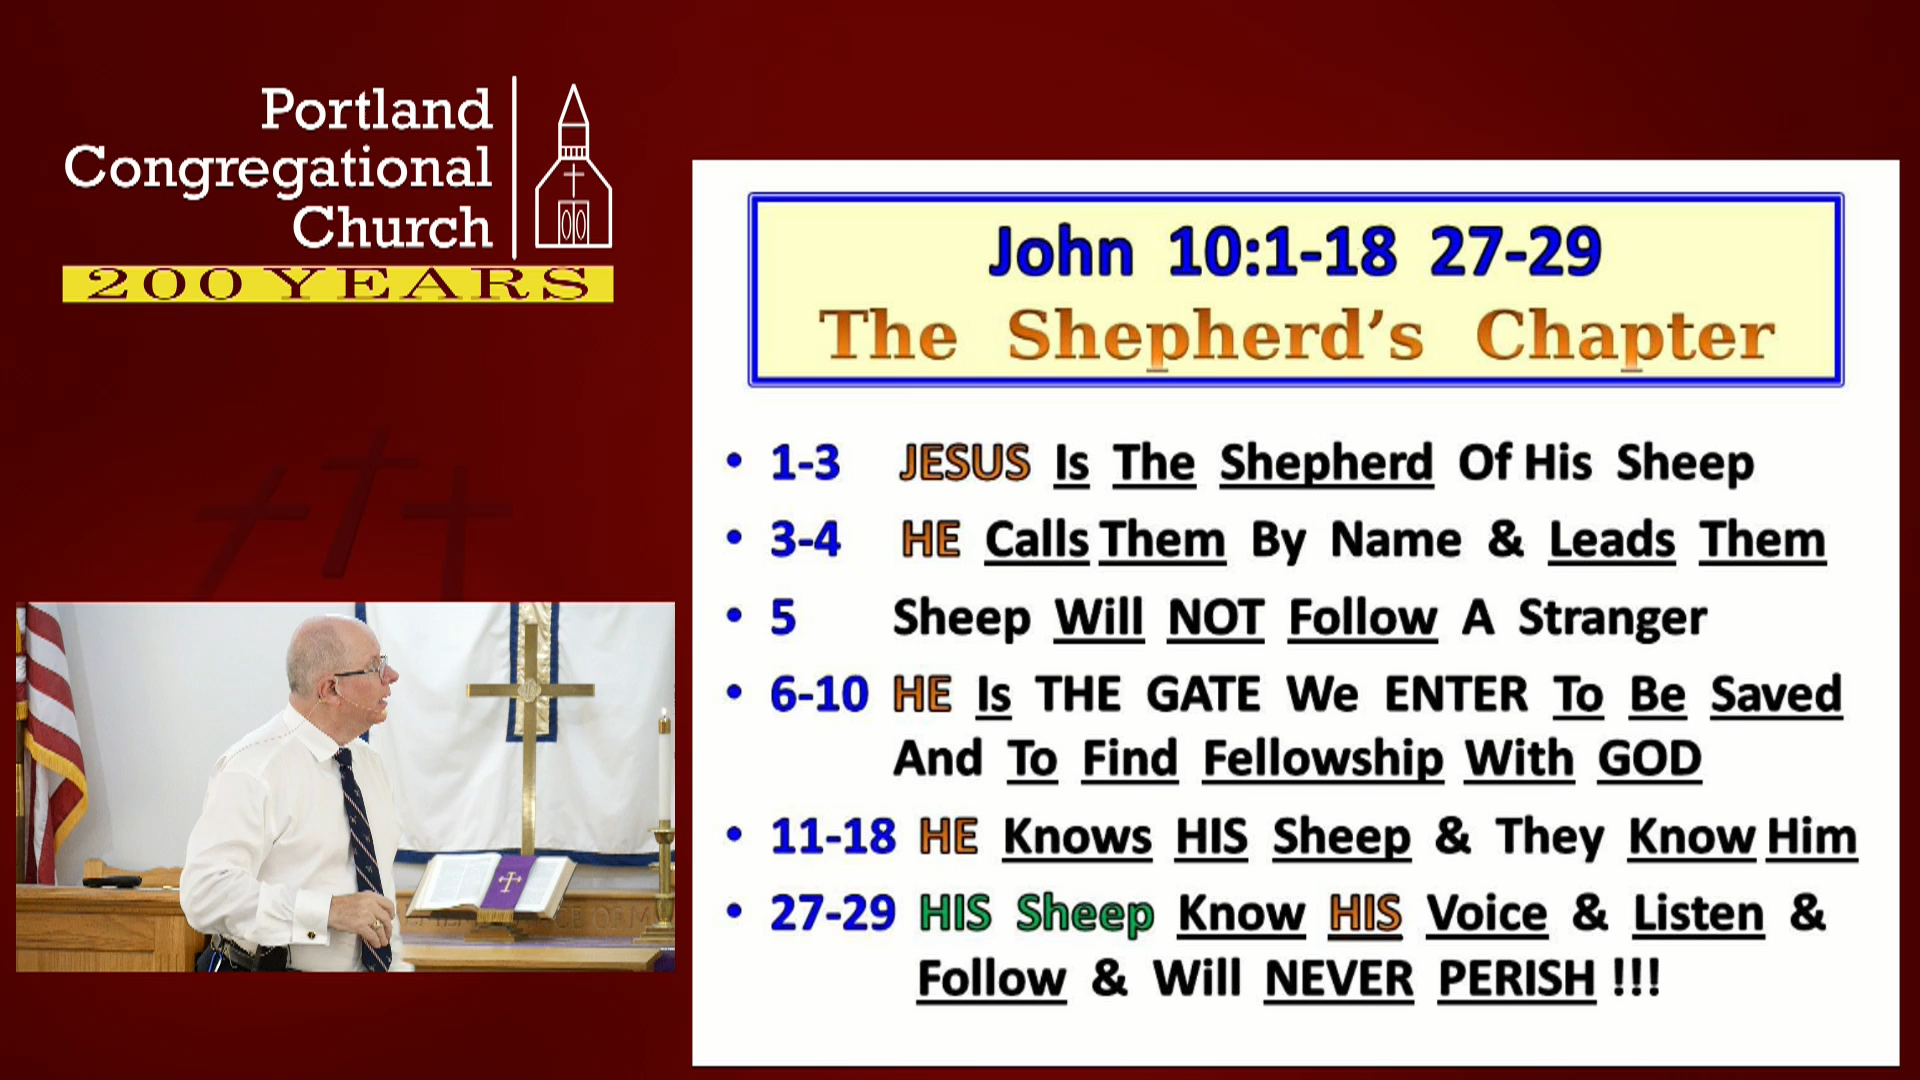 Portland
Congregational
Church
200 YEARS
John 10:1-18 27-29
The Shepherd’s Chapter
• 1-3 JESUS Is The Shepherd Of His Sheep
• 3-4 HE Calls Them By Name & Leads Them
• 5 Sheep Will NOT Follow A Stranger
• 6-10 HE Is THE GATE We ENTER To Be Saved
And To Find Fellowship With GOD
• 11-18 HE Knows HIS Sheep & They Know Him
• 27-29 HIS Sheep Know HIS Voice & Listen &
Follow & Will NEVER PERISH !!!